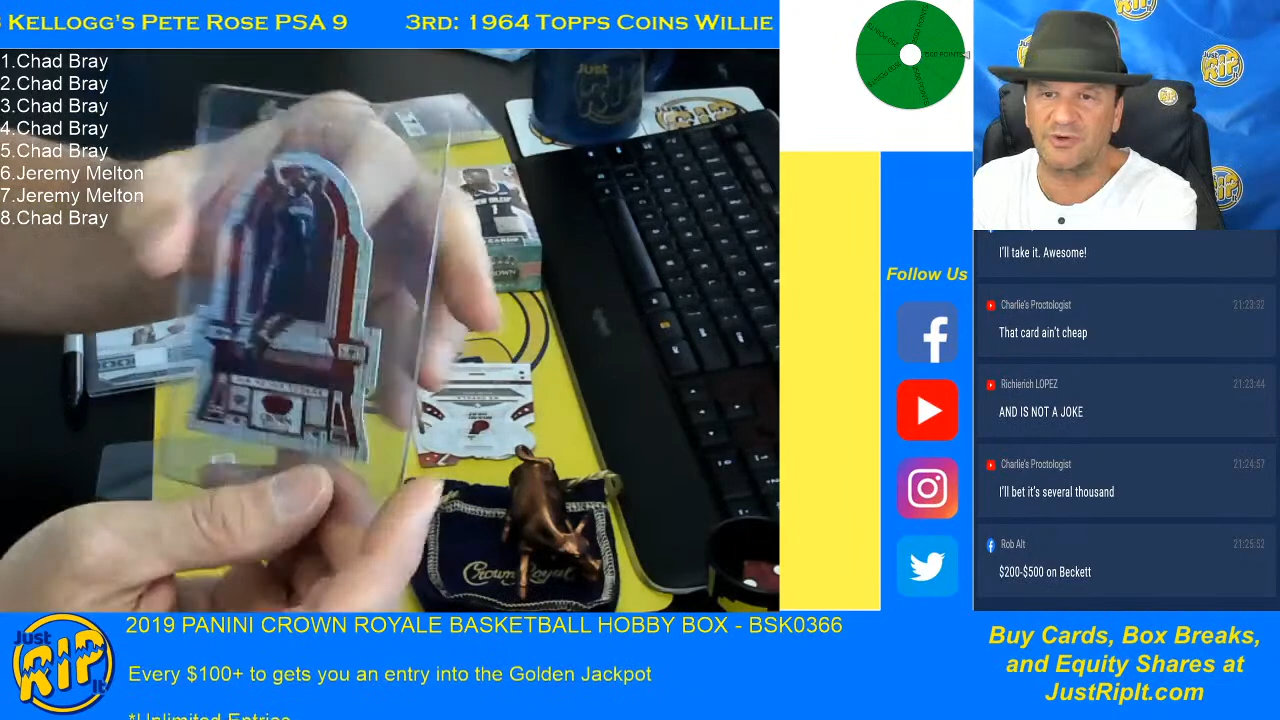 KELLOGG'S PETE ROSE PSA 9 3RD: 1964 TOPPS COINS WILLIE
1.Chad Bray
2.Chad Bray
3.Chad Bray
4.Chad Bray
5.Chad Bray
6.Jeremy Melton
7.Jeremy Melton
8.Chad Bray
Just
RIP
It
Crown Royal
Follow Us
I'll take it. Awesome!
Charlie's Proctologist 21:23:32
That card ain't cheap
Richierich LOPEZ 21:23:44
AND IS NOT A JOKE
Charlie's Proctologist 21:24:57
I'll bet it's several thousand
Rob Alt 21:25:52
$200-$500 on Beckett
2019 PANINI CROWN ROYALE BASKETBALL HOBBY BOX - BSK0366
Every $100+ to gets you an entry into the Golden Jackpot
*Unlimited Entries
Buy Cards, Box Breaks,
and Equity Shares at
JustRipIt.com